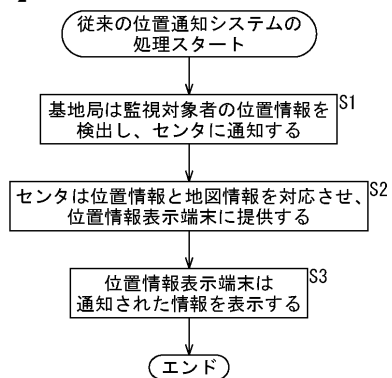 従来の位置通知システムの
処理スタート
基地局は監視対象者の位置情報を
検出し、センタに通知する
S1
センタは位置情報と地図情報を対応させ、
位置情報表示端末に提供する
S2
位置情報表示端末は
通知された情報を表示する
S3
エンド